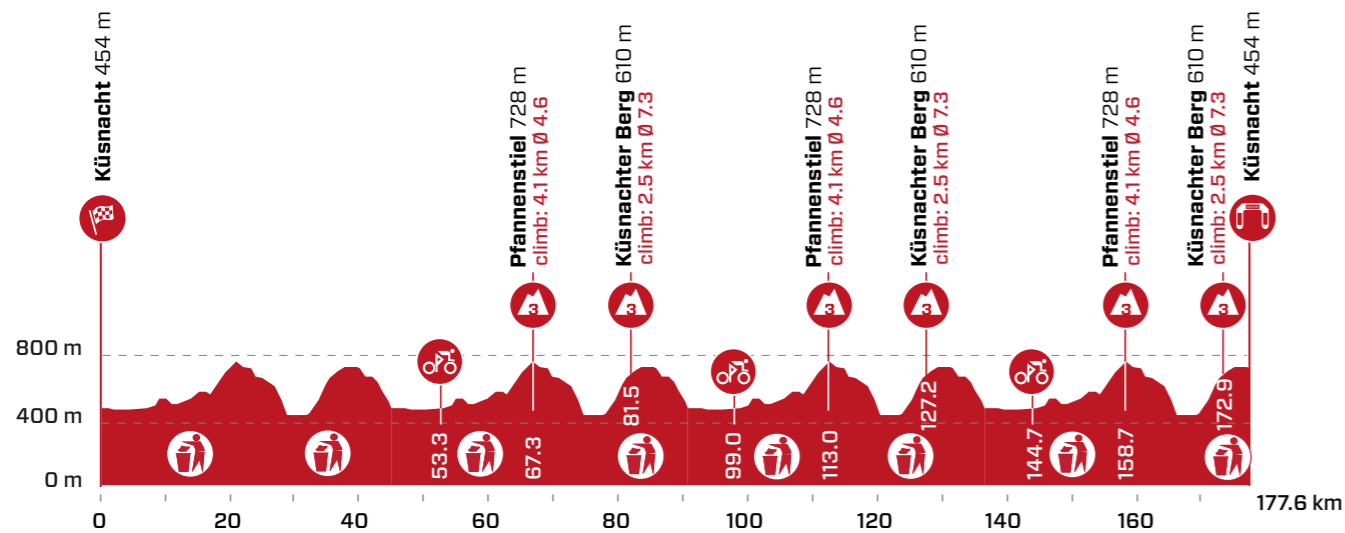 Küsnacht 454 m
Pfannenstiel 728 m
climb: 4.1 km Ø 4.6
Küsnachter Berg 610 m
climb: 2.5 km Ø 7.3
Pfannenstiel 728 m
climb: 4.1 km Ø 4.6
Küsnachter Berg 610 m
climb: 2.5 km Ø 7.3
Pfannenstiel 728 m
climb: 4.1 km Ø 4.6
Küsnachter Berg 610 m
climb: 2.5 km Ø 7.3
Küsnacht 454 m
3
3
3
3
3
3
800 m
400 m
0 m
53.3
67.3
81.5
99.0
113.0
127.2
144.7
158.7
172.9
0
20
40
60
80
100
120
140
160
177.6 km